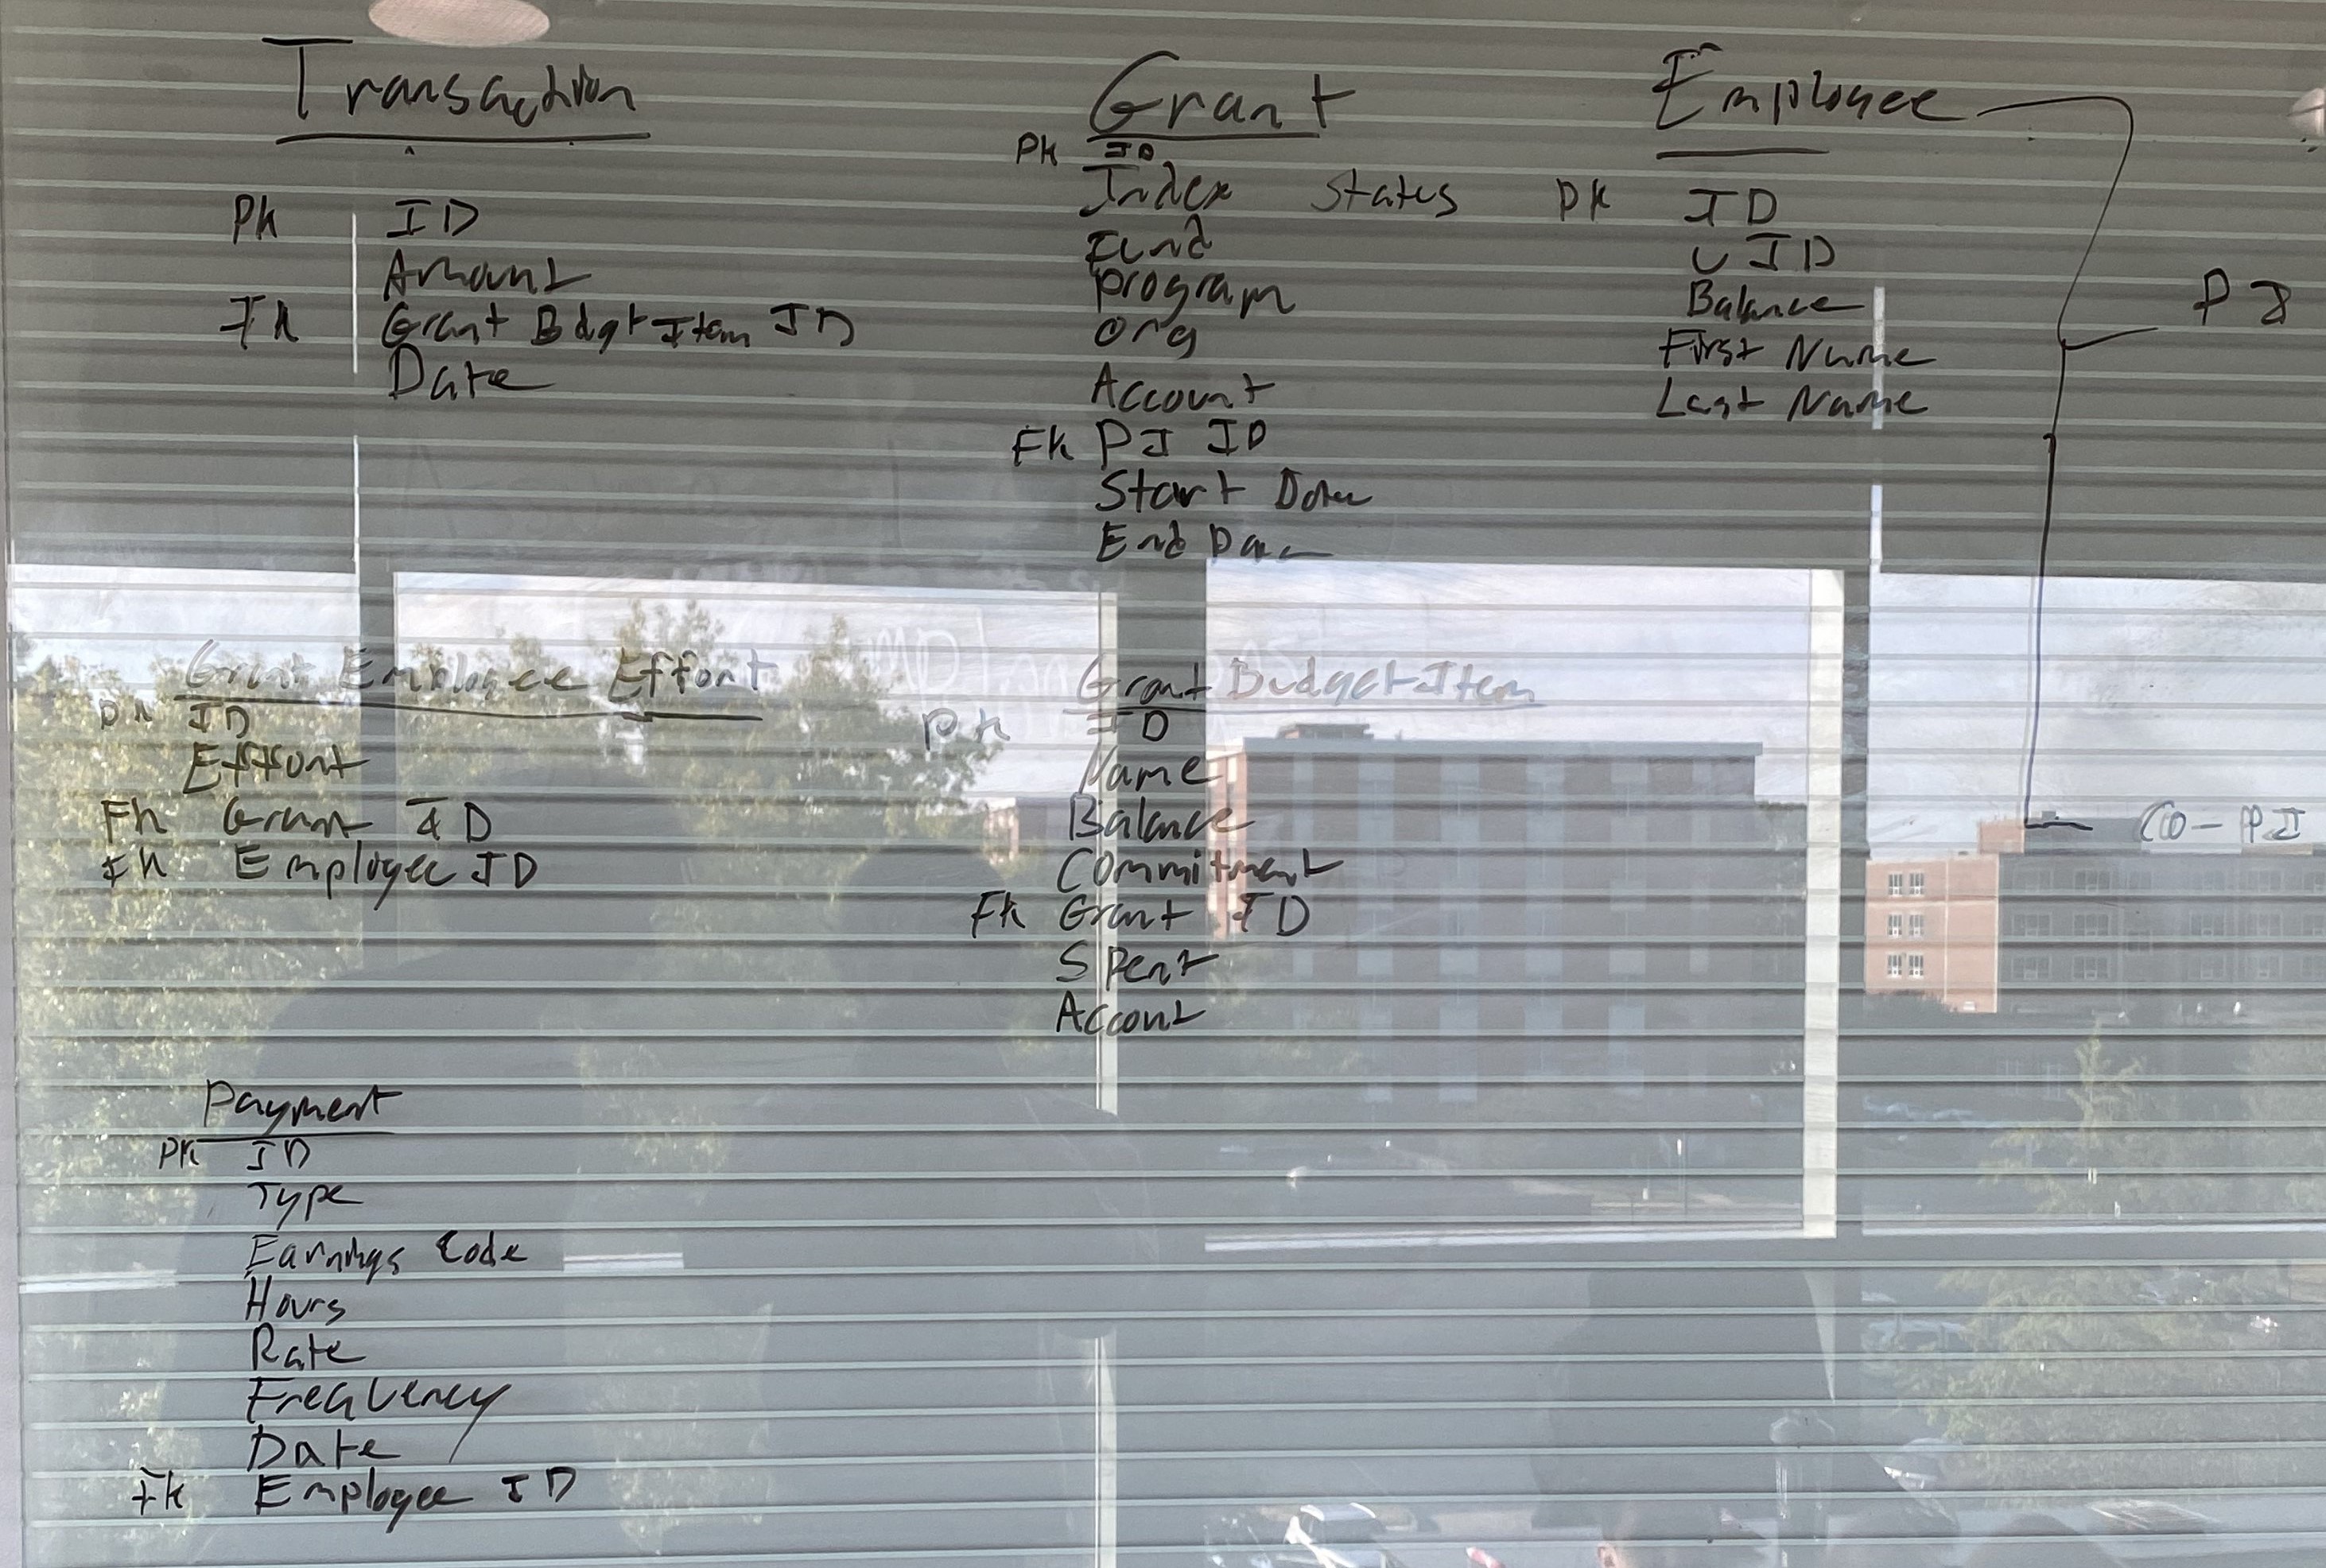 Transaction
PK ID
Amount
FK Grant Bdgt Item ID
Date
Grant
PK ID
Index Status
Fund
Program
Org
Account
FK PI ID
Start Date
End Date
Employee
PK ID
UID
Balance
First Name
Last Name
PI
CO-PI
Grant Employee Effort
PK ID
Effort
FK Grant ID
FK Employee ID
Grant Budget Item
PK ID
Name
Balance
Commitment
FK Grant ID
Spent
Account
Payment
PK ID
Type
Earnings Code
Hours
Rate
Frequency
Date
FK Employee ID